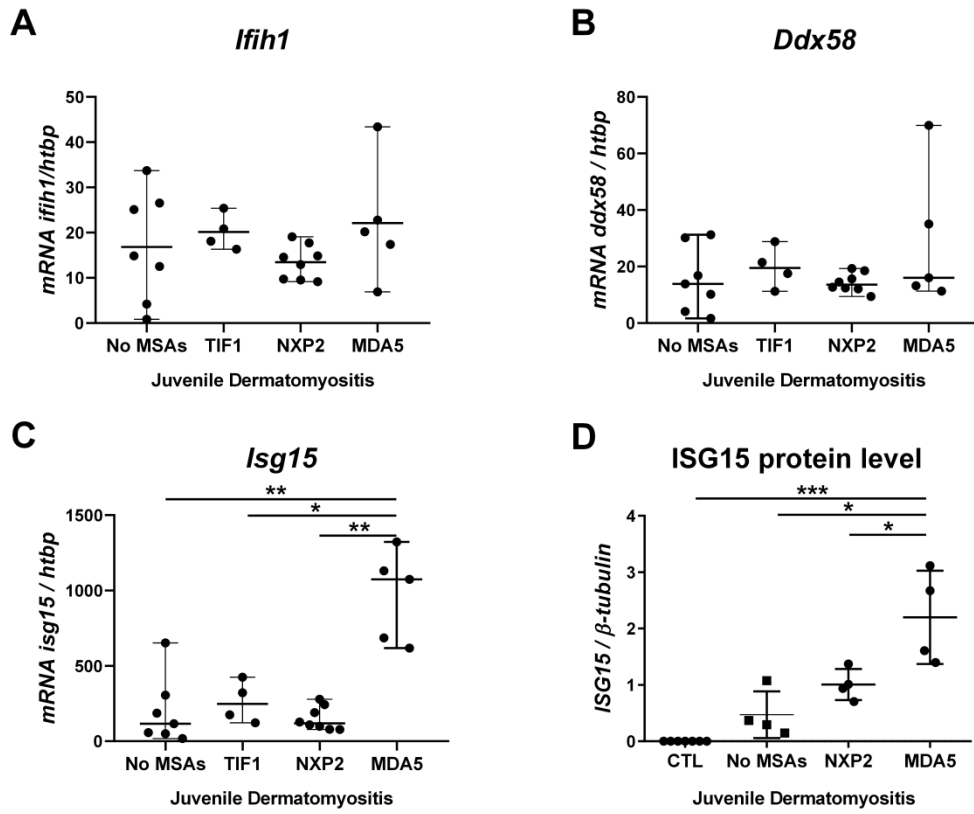 A
Ifih1
mRNA ifih1/htbp
50
40
30
20
10
0
No MSAs TIF1 NXP2 MDA5
Juvenile Dermatomyositis
B
Ddx58
mRNA ddx58 / htbp
80
60
40
20
0
No MSAs TIF1 NXP2 MDA5
Juvenile Dermatomyositis
C
Isg15
**
*
**
mRNA isg15 / htbp
1500
1000
500
0
No MSAs TIF1 NXP2 MDA5
Juvenile Dermatomyositis
D
ISG15 protein level
***
*
*
ISG15 / β-tubulin
4
3
2
1
0
CTL No MSAs NXP2 MDA5
Juvenile Dermatomyositis